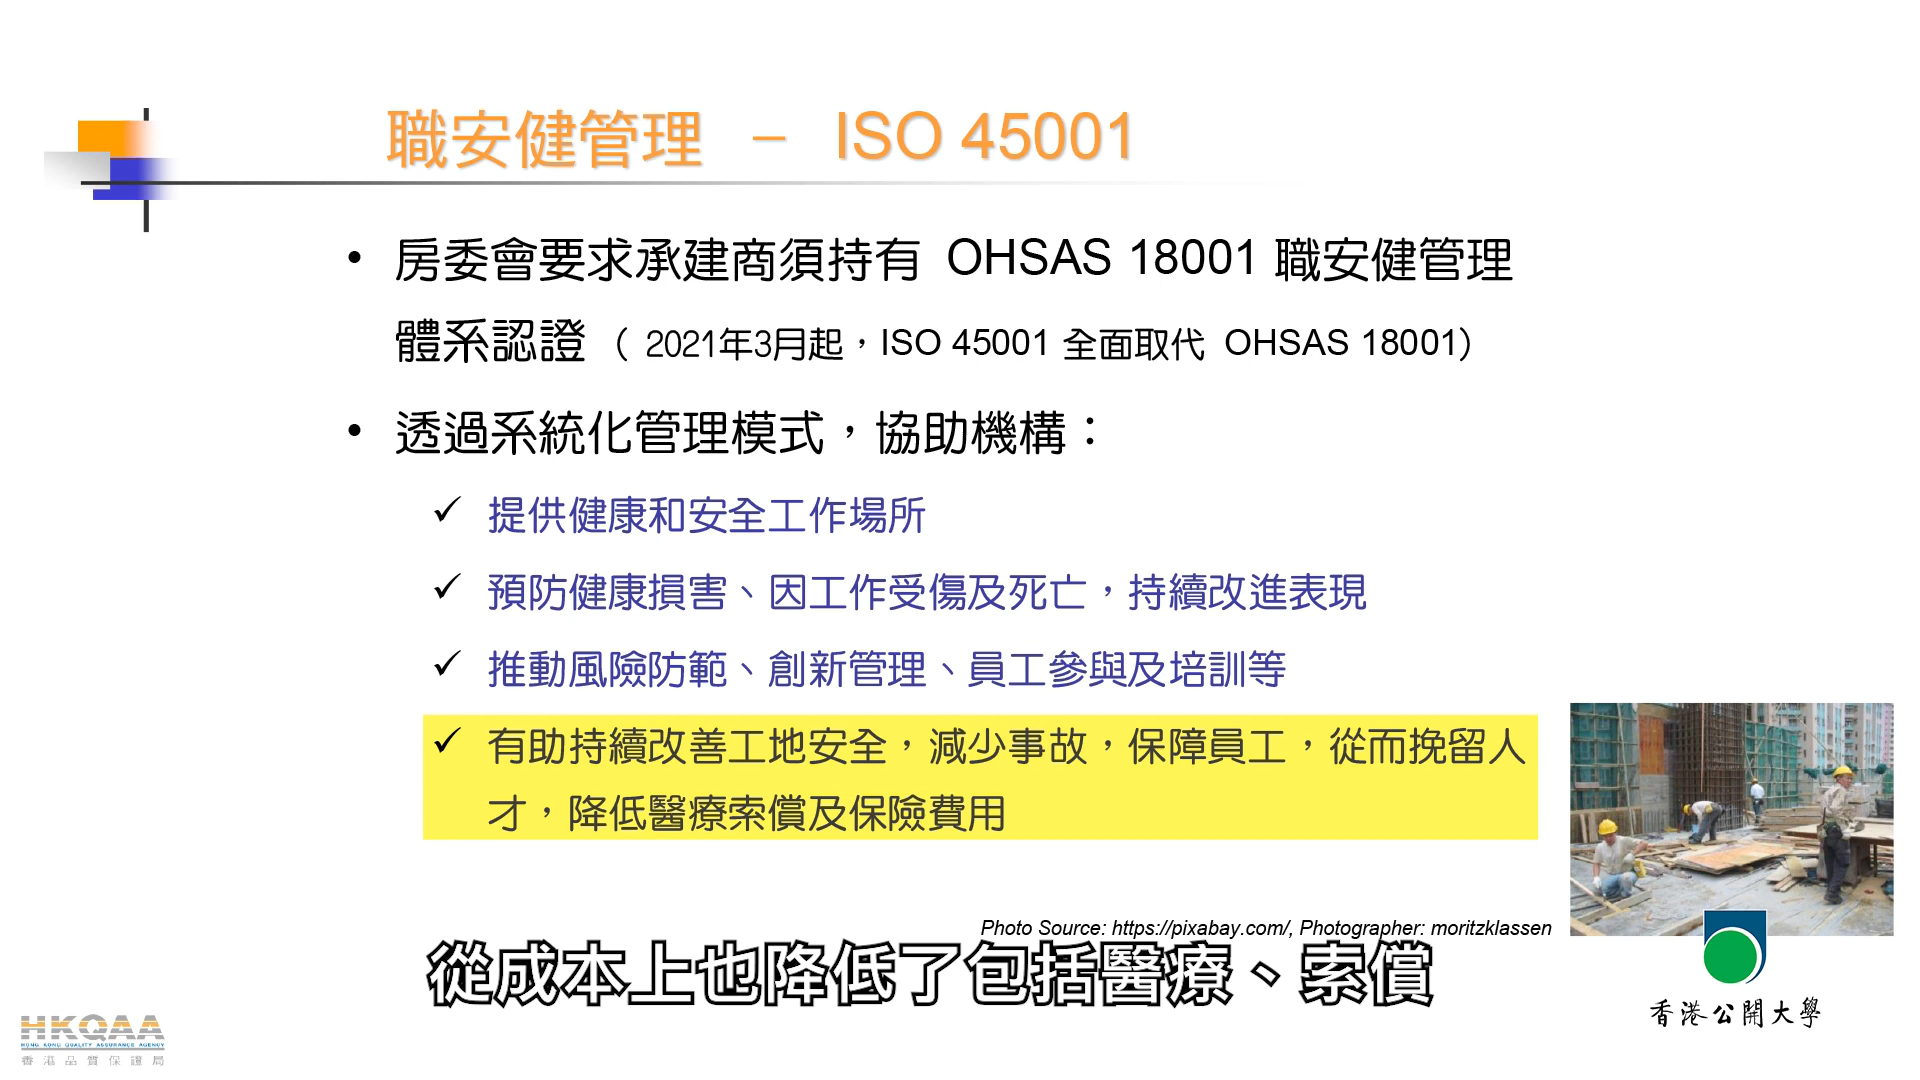 職安健管理 – ISO 45001
• 房委會要求承建商須持有 OHSAS 18001 職安健管理
體系認證（ 2021年3月起，ISO 45001 全面取代 OHSAS 18001）
• 透過系統化管理模式，協助機構：
✓ 提供健康和安全工作場所
✓ 預防健康損害、因工作受傷及死亡，持續改進表現
✓ 推動風險防範、創新管理、員工參與及培訓等
✓ 有助持續改善工地安全，減少事故，保障員工，從而挽留人
才，降低醫療索償及保險費用
Photo Source: https://pixabay.com/, Photographer: moritzklassen
從成本上也降低了包括醫療、索償
香港公開大學
HKQAA
HONG KONG QUALITY ASSURANCE AGENCY
香港品質保證局